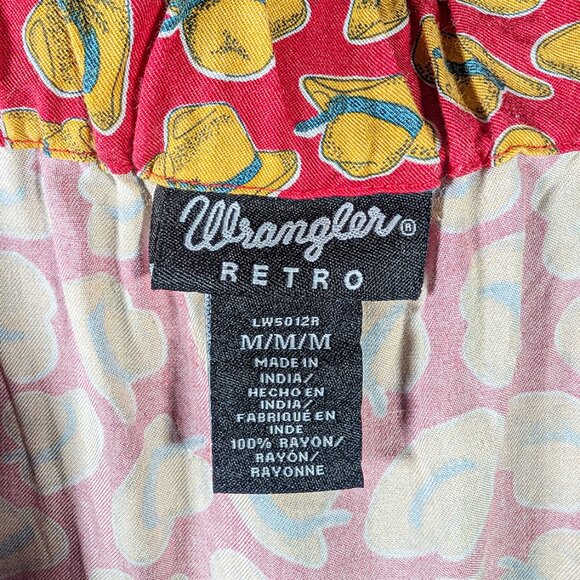 Wrangler®
RETRO
LW5012R
M/M/M
MADE IN
INDIA/
HECHO EN
INDIA/
FABRIQUÉ EN
INDE
100% RAYON/
RAYÓN/
RAYONNE